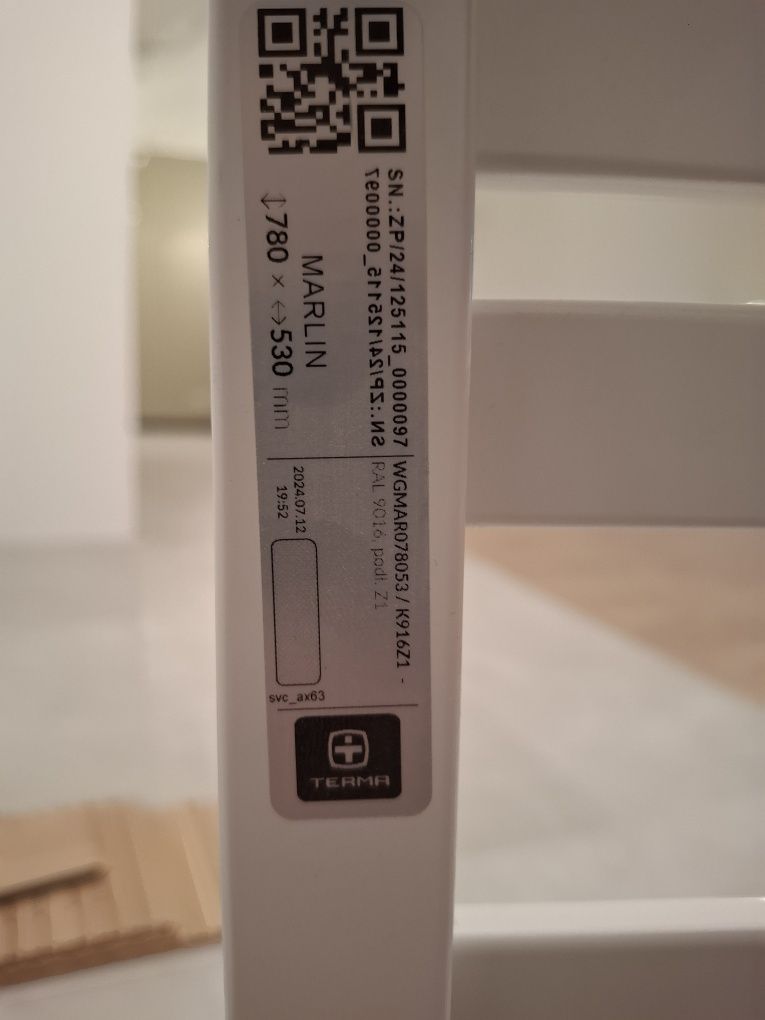 SN.:ZP/24/125115_0000097
SN.:ZP/24/125115_0000097
MARLIN
↕780 × ↔530 mm
WGMAR078053 / K916Z1 -
RAL 9016, podł. Z1
2024.07.12
19:52
svc_ax63
TERMA